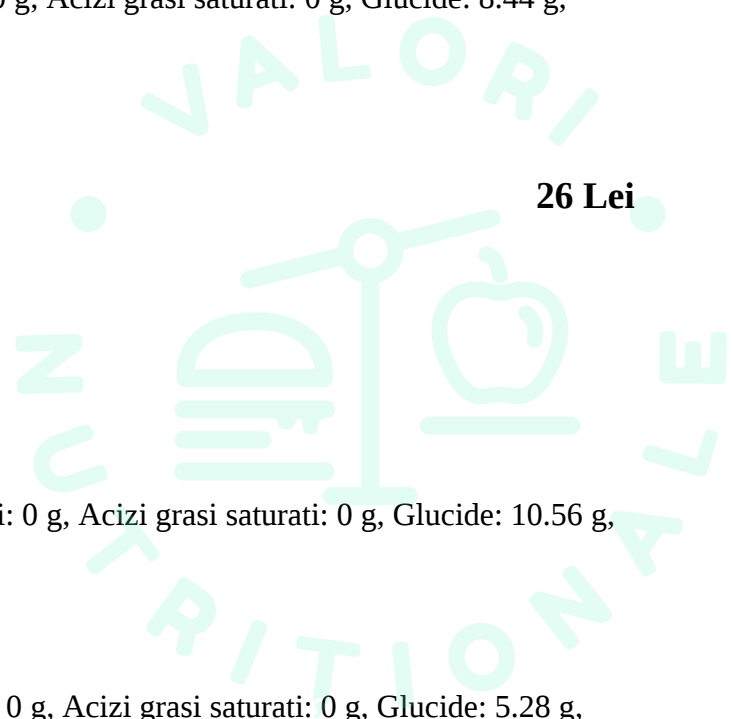 0 g, Acizi grasi saturati: 0 g, Glucide: 8.44 g,
VALORI
26 Lei
NUTRITIONALE
i: 0 g, Acizi grasi saturati: 0 g, Glucide: 10.56 g,
0 g, Acizi grasi saturati: 0 g, Glucide: 5.28 g,